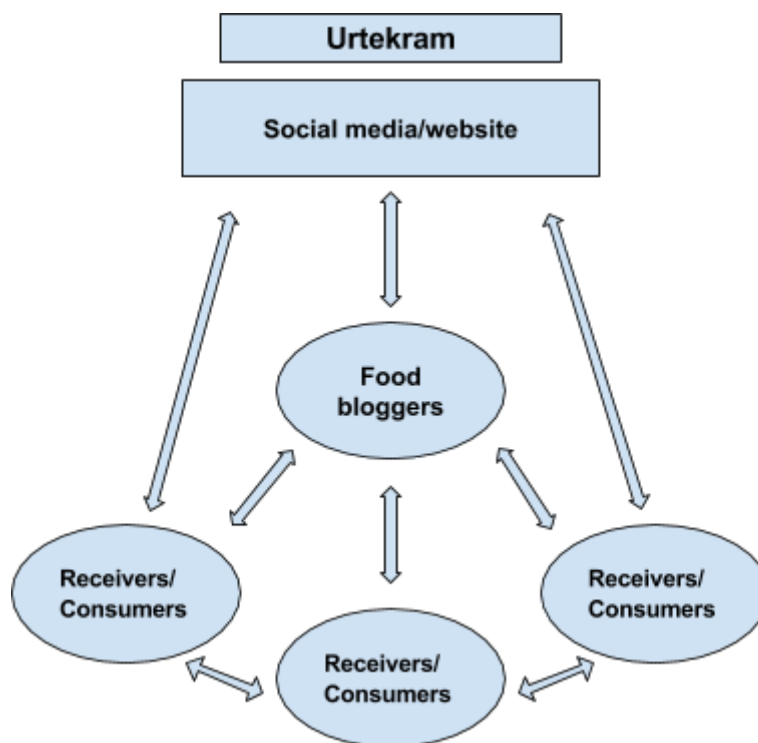 Urtekram
Social media/website
Food
bloggers
Receivers/
Consumers
Receivers/
Consumers
Receivers/
Consumers